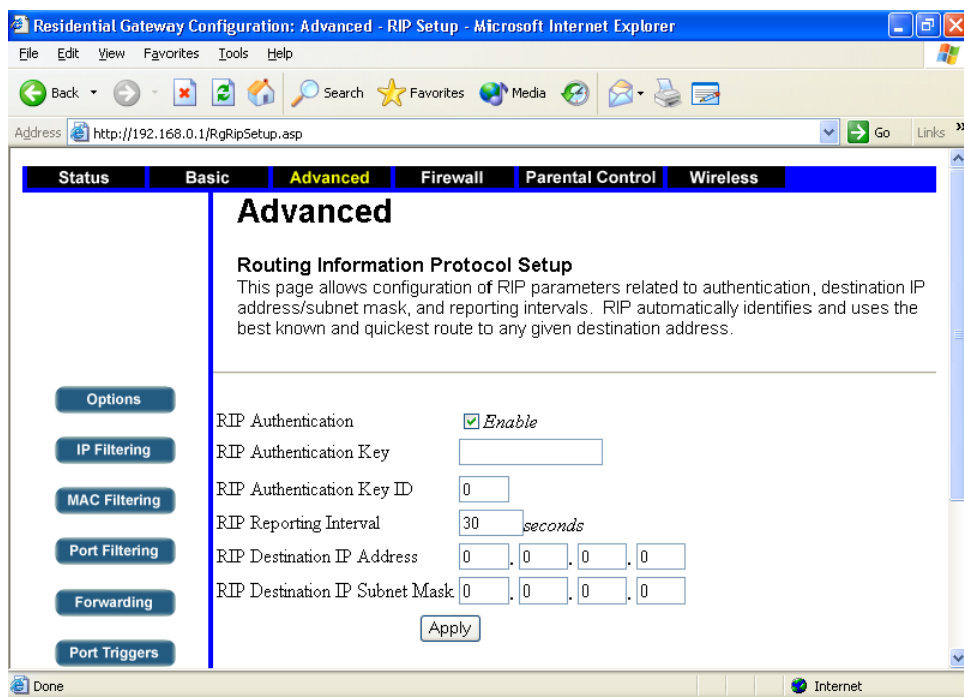 Residential Gateway Configuration: Advanced - RIP Setup - Microsoft Internet Explorer
File Edit View Favorites Tools Help
Back Search Favorites Media
Address http://192.168.0.1/RgRipSetup.asp Go Links »
Status Basic Advanced Firewall Parental Control Wireless
Advanced
Routing Information Protocol Setup
This page allows configuration of RIP parameters related to authentication, destination IP
address/subnet mask, and reporting intervals. RIP automatically identifies and uses the
best known and quickest route to any given destination address.
Options
RIP Authentication Enable
IP Filtering
RIP Authentication Key
MAC Filtering
RIP Authentication Key ID 0
RIP Reporting Interval 30 seconds
Port Filtering
RIP Destination IP Address 0 . 0 . 0 . 0
RIP Destination IP Subnet Mask 0 . 0 . 0 . 0
Forwarding
Apply
Port Triggers
Done Internet